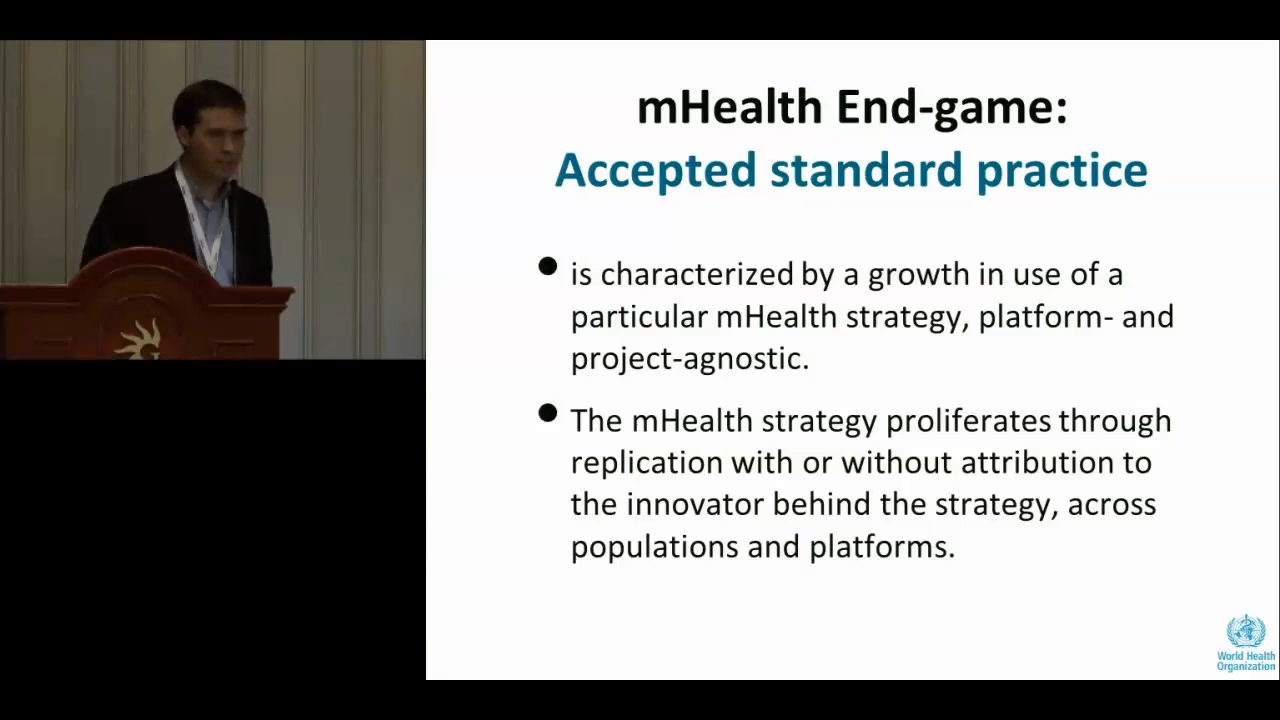 mHealth End-game:
Accepted standard practice
is characterized by a growth in use of a
particular mHealth strategy, platform- and
project-agnostic.
The mHealth strategy proliferates through
replication with or without attribution to
the innovator behind the strategy, across
populations and platforms.
World Health
Organization